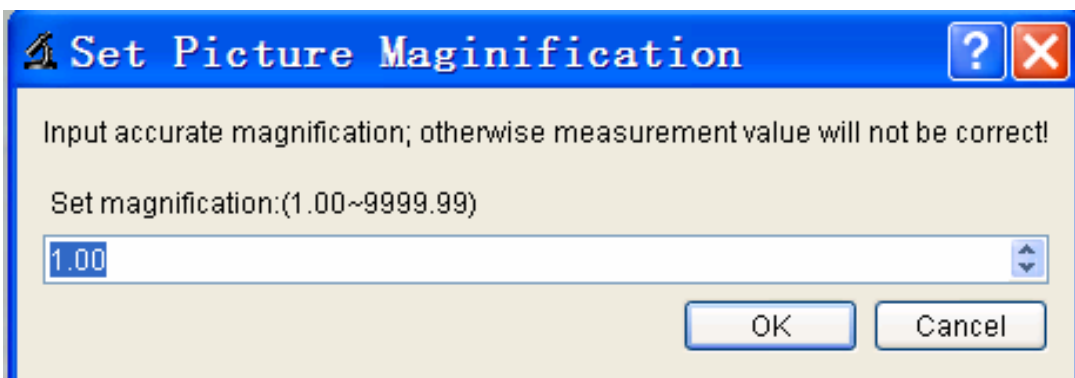 Set Picture Maginification
Input accurate magnification; otherwise measurement value will not be correct!
Set magnification:(1.00~9999.99)
1.00
OK Cancel